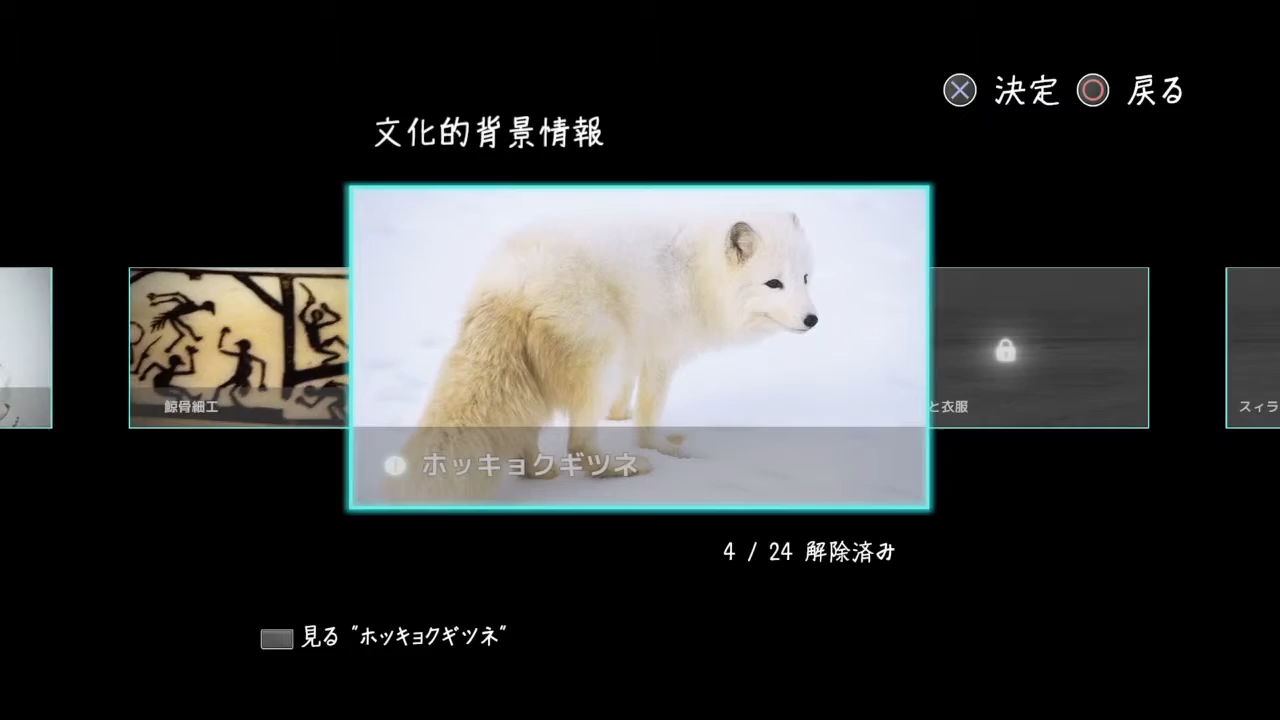 決定 戻る
文化的背景情報
鯨骨細工
ホッキョクギツネ
と衣服
スィラ
4 / 24 解除済み
見る "ホッキョクギツネ"